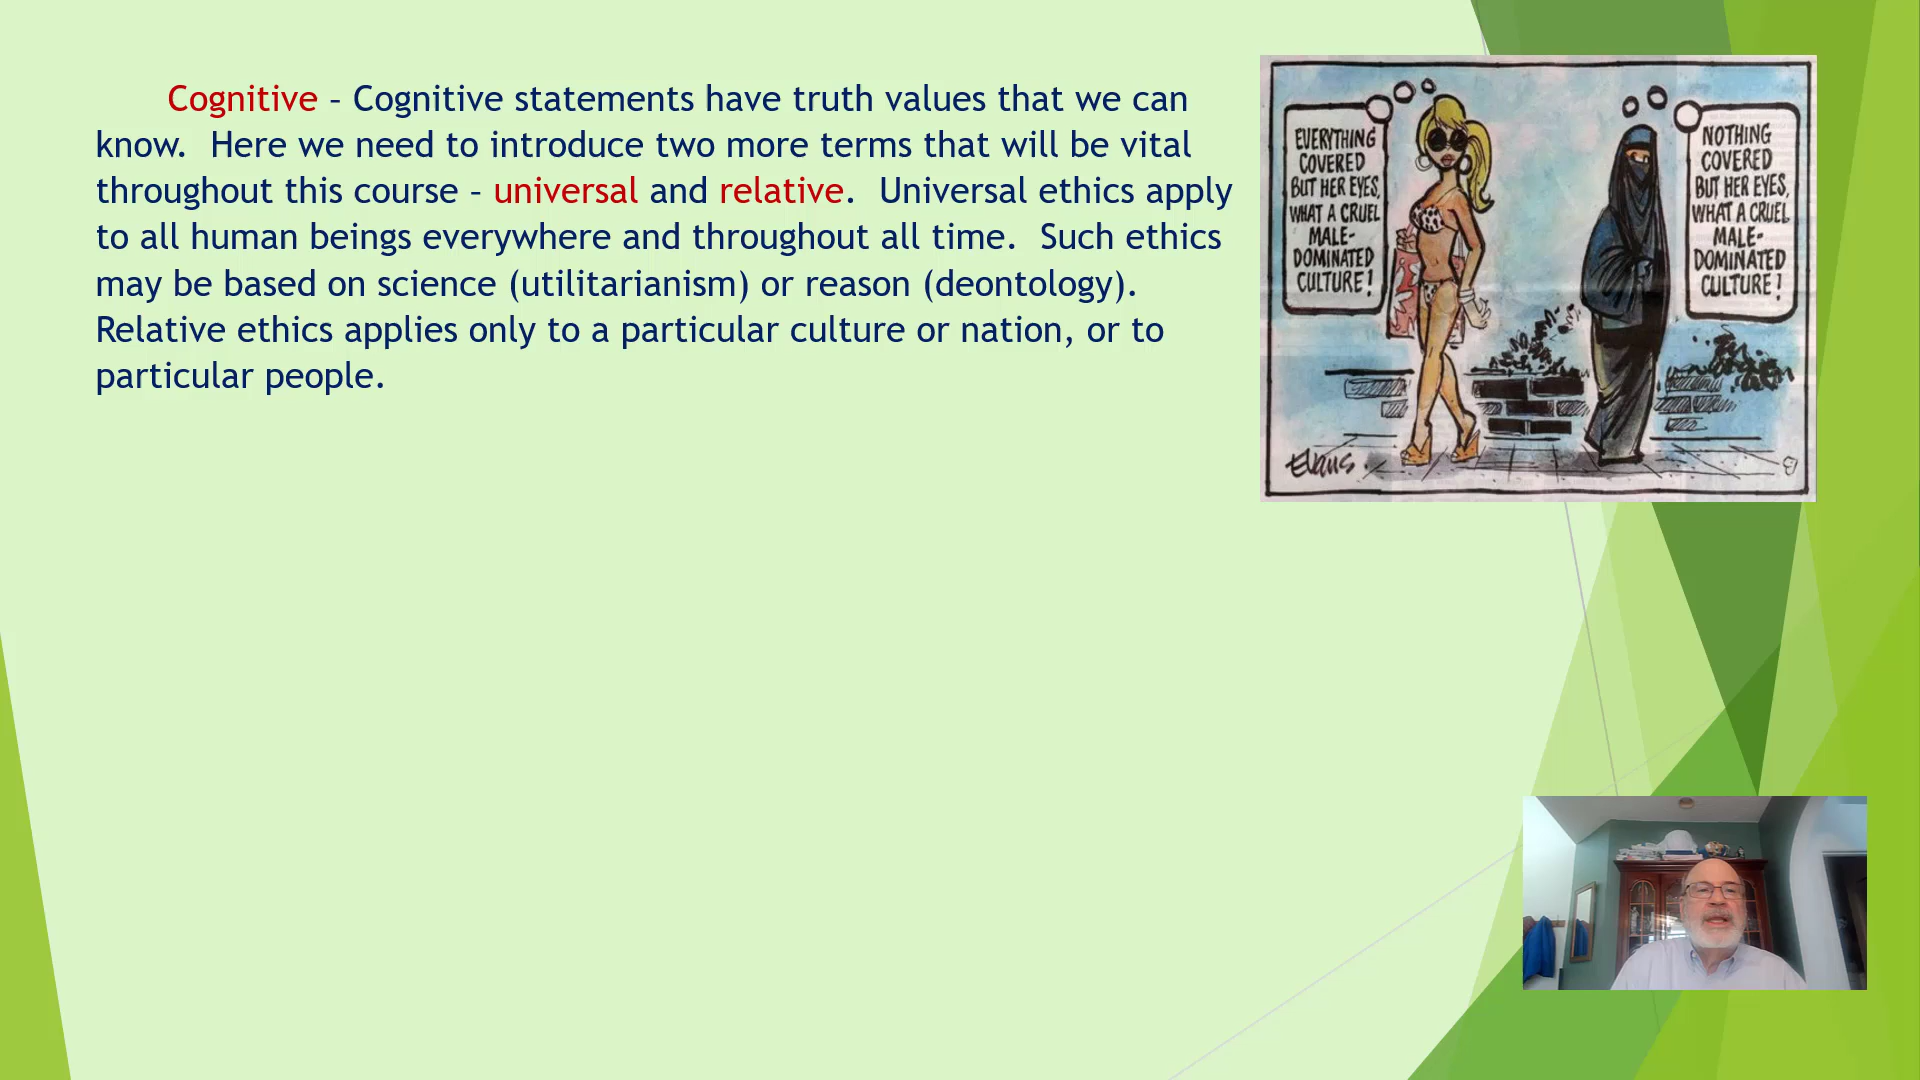 Cognitive – Cognitive statements have truth values that we can
know.  Here we need to introduce two more terms that will be vital
throughout this course – universal and relative.  Universal ethics apply
to all human beings everywhere and throughout all time.  Such ethics
may be based on science (utilitarianism) or reason (deontology).
Relative ethics applies only to a particular culture or nation, or to
particular people.
EVERYTHING
COVERED
BUT HER EYES,
WHAT A CRUEL
MALE-
DOMINATED
CULTURE!
NOTHING
COVERED
BUT HER EYES,
WHAT A CRUEL
MALE-
DOMINATED
CULTURE!
Evans.